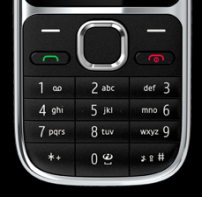 1 2 abc def 3
4 ghi 5 jkl mno 6
7 pqrs 8 tuv wxyz 9
*+ 0 #